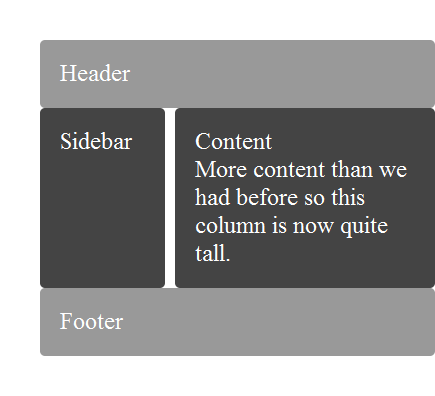 Header
Sidebar
Content
More content than we
had before so this
column is now quite
tall.
Footer